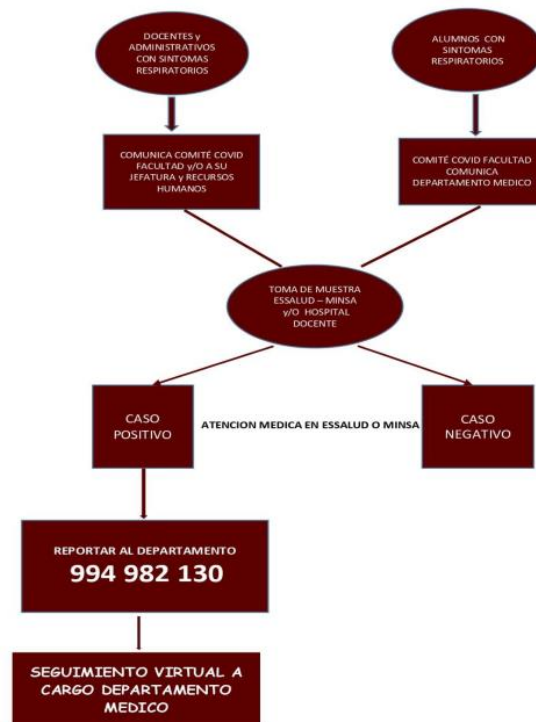 DOCENTES y
ADMINISTRATIVOS
CON SINTOMAS
RESPIRATORIOS
ALUMNOS CON
SINTOMAS
RESPIRATORIOS
COMUNICA COMITÉ COVID
FACULTAD y/O A SU
JEFATURA y RECURSOS
HUMANOS
COMITÉ COVID FACULTAD
COMUNICA
DEPARTAMENTO MEDICO
TOMA DE MUESTRA
ESSALUD – MINSA
y/O HOSPITAL
DOCENTE
CASO
POSITIVO
ATENCION MEDICA EN ESSALUD O MINSA
CASO
NEGATIVO
REPORTAR AL DEPARTAMENTO
994 982 130
SEGUIMIENTO VIRTUAL A
CARGO DEPARTAMENTO
MEDICO